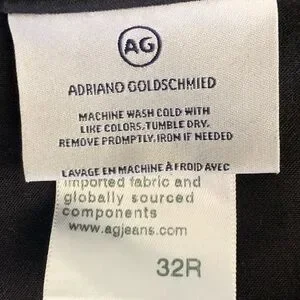 AG
ADRIANO GOLDSCHMIED
MACHINE WASH COLD WITH
LIKE COLORS. TUMBLE DRY.
REMOVE PROMPTLY. IRON IF NEEDED
LAVAGE EN MACHINE À FROID AVEC
imported fabric and
globally sourced
components
www.agjeans.com
32R